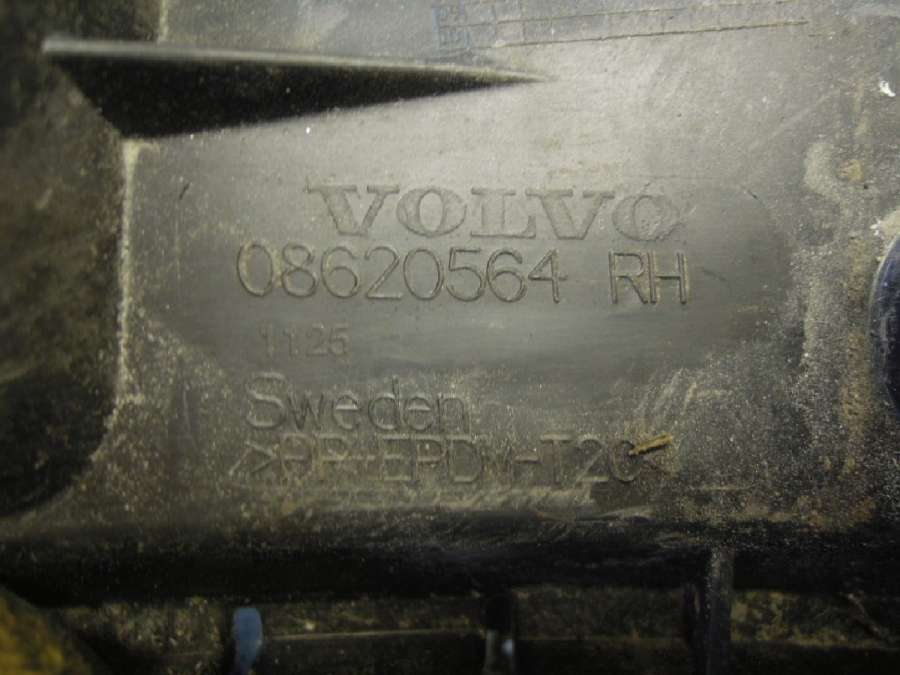 VOLVO
08620564 RH
1125
Sweden
>PP-EPDM-T20<